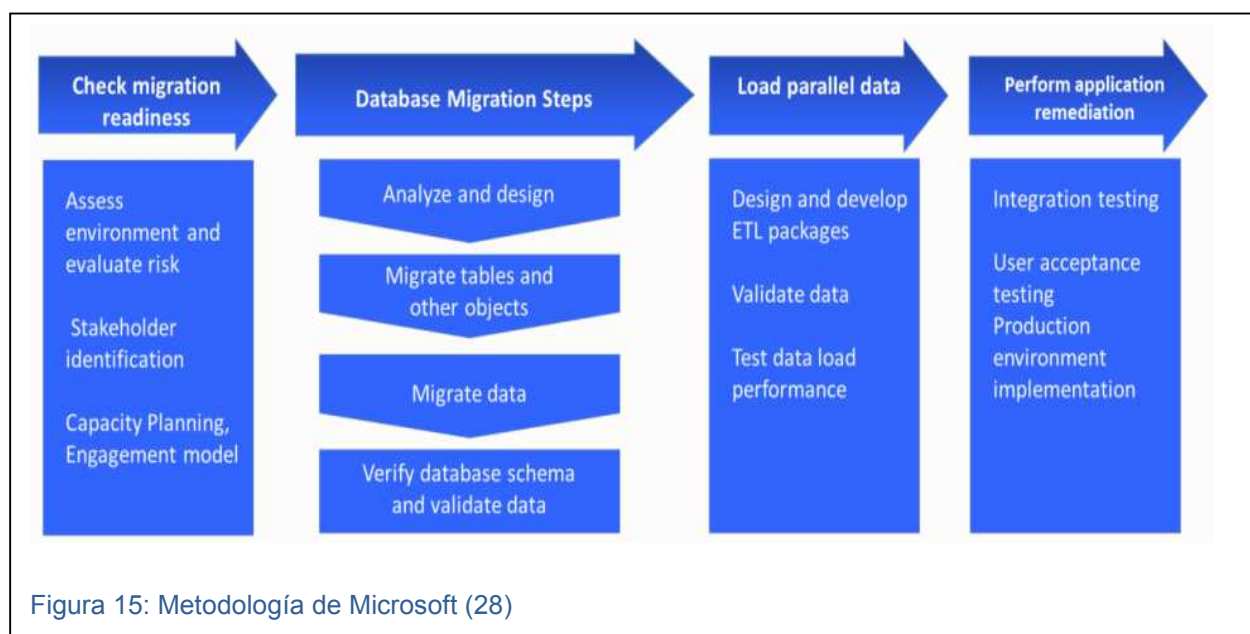 Check migration
readiness
Assess
environment and
evaluate risk
Stakeholder
identification
Capacity Planning,
Engagement model
Database Migration Steps
Analyze and design
Migrate tables and
other objects
Migrate data
Verify database schema
and validate data
Load parallel data
Design and develop
ETL packages
Validate data
Test data load
performance
Perform application
remediation
Integration testing
User acceptance
testing
Production
environment
implementation
Figura 15: Metodología de Microsoft (28)